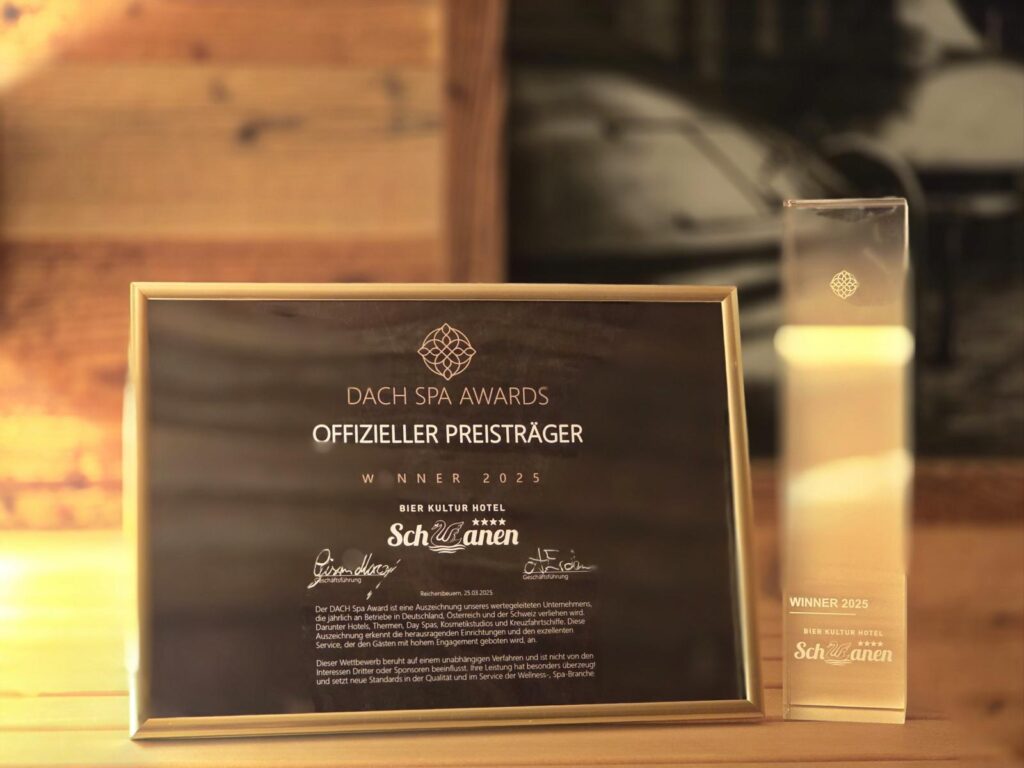 DACH SPA AWARDS
OFFIZIELLER PREISTRÄGER
WINNER 2025
BIER KULTUR HOTEL
Schwanen
Geschäftsführung
Geschäftsführung
Reichersbeuern, 25.03.2025
Der DACH Spa Award ist eine Auszeichnung unseres wertegeleiteten Unternehmens,
die jährlich an Betriebe in Deutschland, Österreich und der Schweiz verliehen wird.
Darunter Hotels, Thermen, Day Spas, Kosmetikstudios und Kreuzfahrtschiffe. Diese
Auszeichnung erkennt die herausragenden Einrichtungen und den exzellenten
Service, der den Gästen mit hohem Engagement geboten wird, an.
Dieser Wettbewerb beruht auf einem unabhängigen Verfahren und ist nicht von den
Interessen Dritter oder Sponsoren beeinflusst. Ihre Leistung hat besonders überzeugt
und setzt neue Standards in der Qualität und im Service der Wellness-, Spa-Branche
WINNER 2025
BIER KULTUR HOTEL
Schwanen